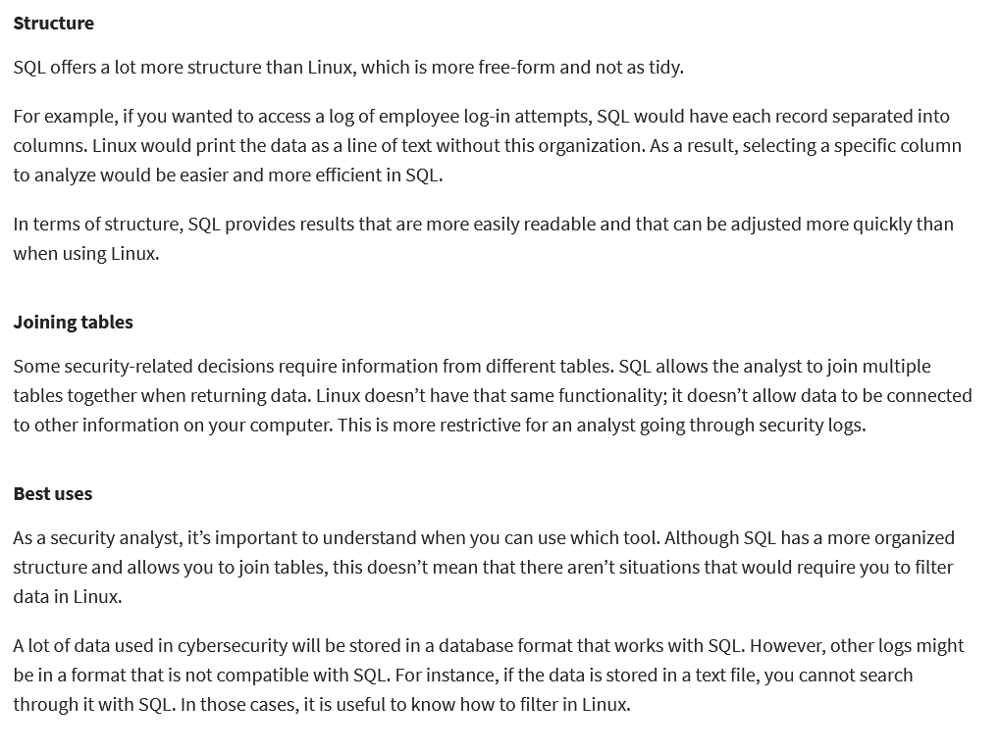 Structure
SQL offers a lot more structure than Linux, which is more free-form and not as tidy.
For example, if you wanted to access a log of employee log-in attempts, SQL would have each record separated into
columns. Linux would print the data as a line of text without this organization. As a result, selecting a specific column
to analyze would be easier and more efficient in SQL.
In terms of structure, SQL provides results that are more easily readable and that can be adjusted more quickly than
when using Linux.
Joining tables
Some security-related decisions require information from different tables. SQL allows the analyst to join multiple
tables together when returning data. Linux doesn’t have that same functionality; it doesn’t allow data to be connected
to other information on your computer. This is more restrictive for an analyst going through security logs.
Best uses
As a security analyst, it’s important to understand when you can use which tool. Although SQL has a more organized
structure and allows you to join tables, this doesn’t mean that there aren’t situations that would require you to filter
data in Linux.
A lot of data used in cybersecurity will be stored in a database format that works with SQL. However, other logs might
be in a format that is not compatible with SQL. For instance, if the data is stored in a text file, you cannot search
through it with SQL. In those cases, it is useful to know how to filter in Linux.